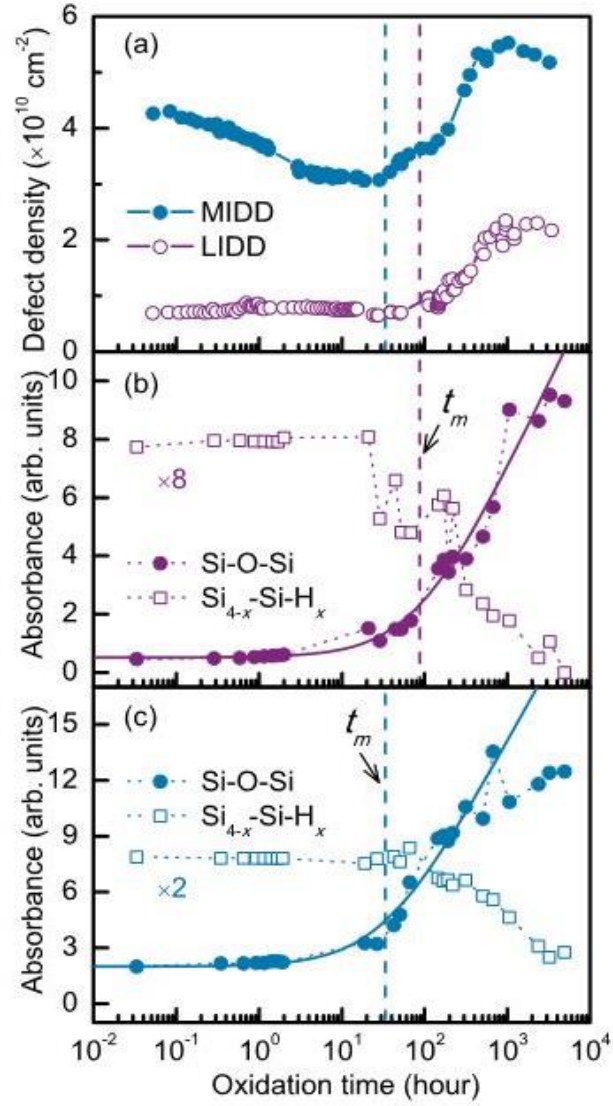 (a)
Defect density (×10¹⁰ cm⁻²)
6
4
2
0
MIDD
LIDD
(b)
Absorbance (arb. units)
10
8
6
4
2
0
tₘ
×8
Si-O-Si
Si₄₋ₓ-Si-Hₓ
(c)
Absorbance (arb. units)
15
12
9
6
3
0
tₘ
Si-O-Si
Si₄₋ₓ-Si-Hₓ
×2
10⁻² 10⁻¹ 10⁰ 10¹ 10² 10³ 10⁴
Oxidation time (hour)